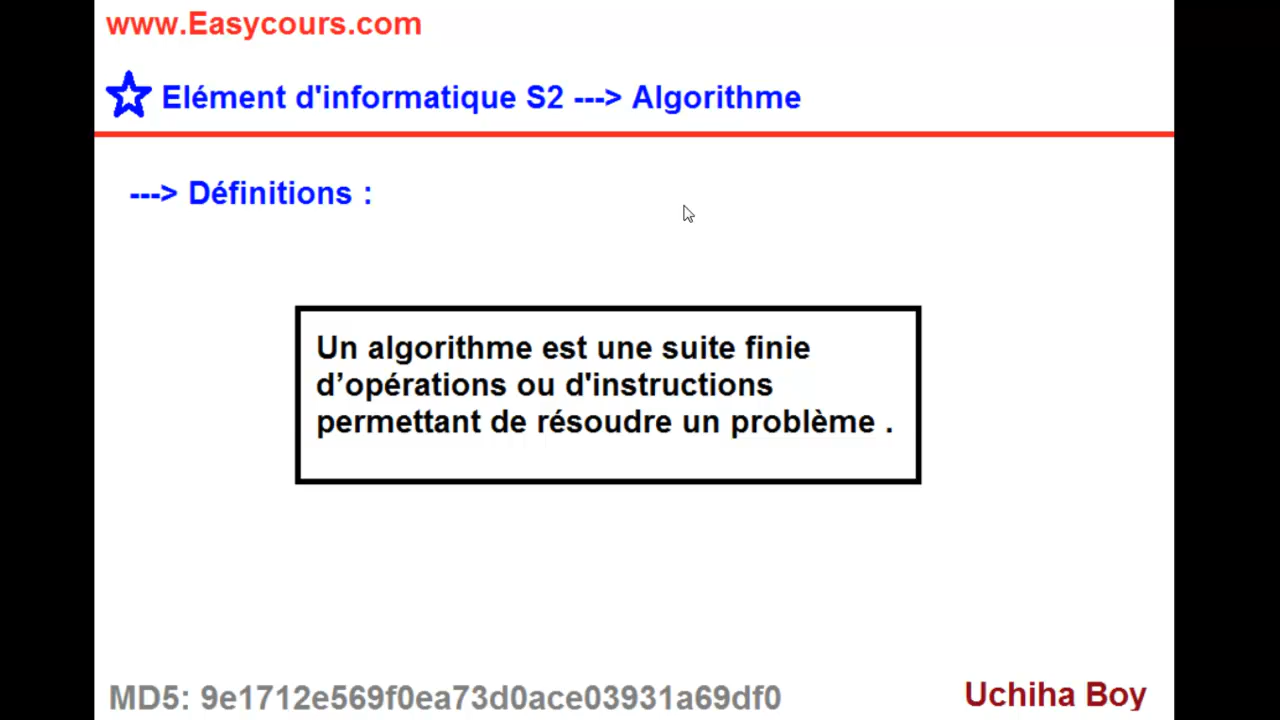 www.Easycours.com
Elément d'informatique S2 ---> Algorithme
---> Définitions :
Un algorithme est une suite finie
d’opérations ou d'instructions
permettant de résoudre un problème .
MD5: 9e1712e569f0ea73d0ace03931a69df0
Uchiha Boy